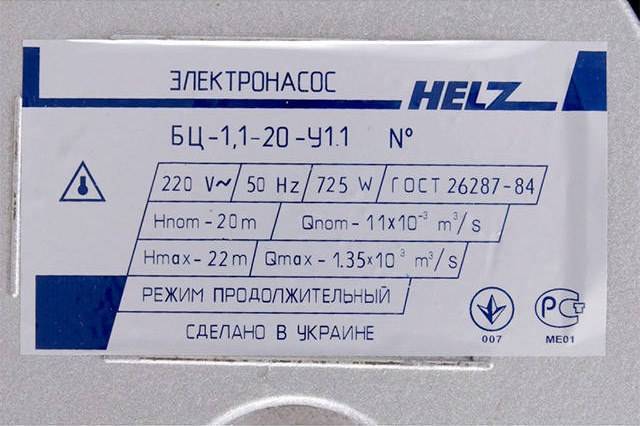 ЭЛЕКТРОНАСОС HELZ
БЦ-1,1-20-У1.1 №
220 V~ 50 Hz 725 W ГОСТ 26287-84
Hnom-20m Qnom-11x10⁻³ m³/s
Hmax-22m Qmax-1.35x10⁻³ m³/s
РЕЖИМ ПРОДОЛЖИТЕЛЬНЫЙ
СДЕЛАНО В УКРАИНЕ
007 МЕ01